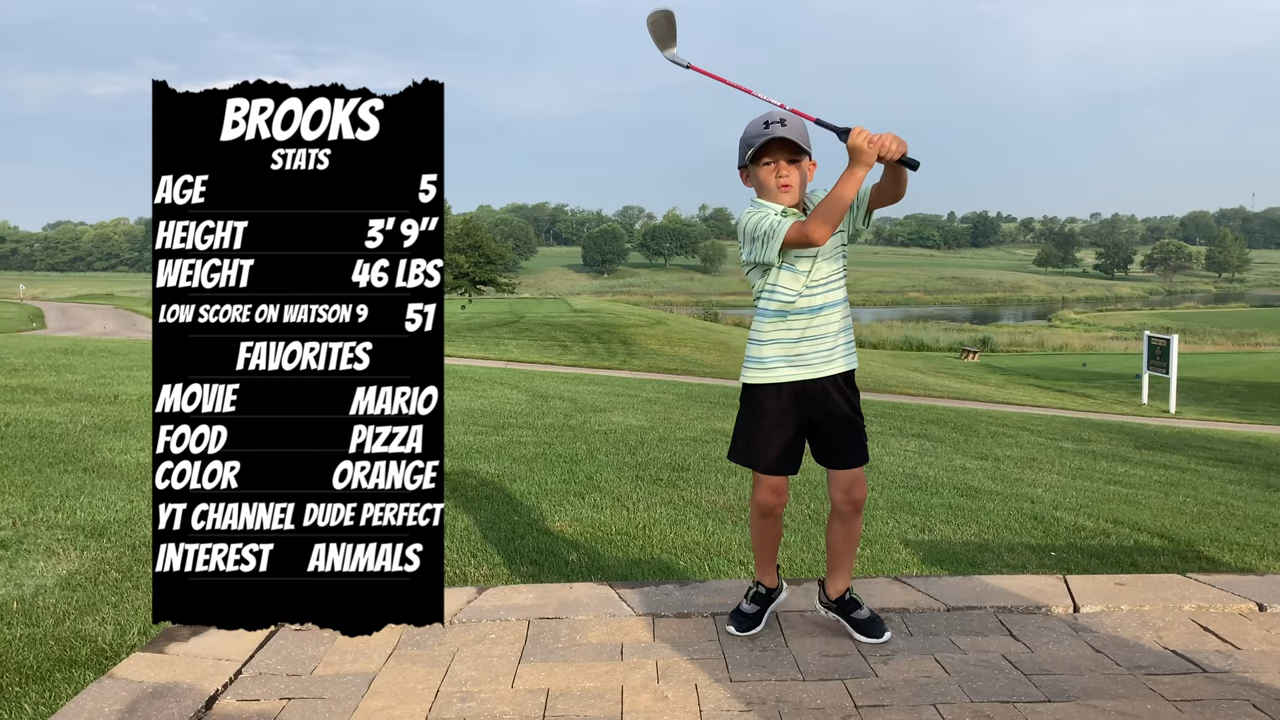 BROOKS
STATS
AGE 5
HEIGHT 3'9"
WEIGHT 46 LBS
LOW SCORE ON WATSON 9 51
FAVORITES
MOVIE MARIO
FOOD PIZZA
COLOR ORANGE
YT CHANNEL DUDE PERFECT
INTEREST ANIMALS